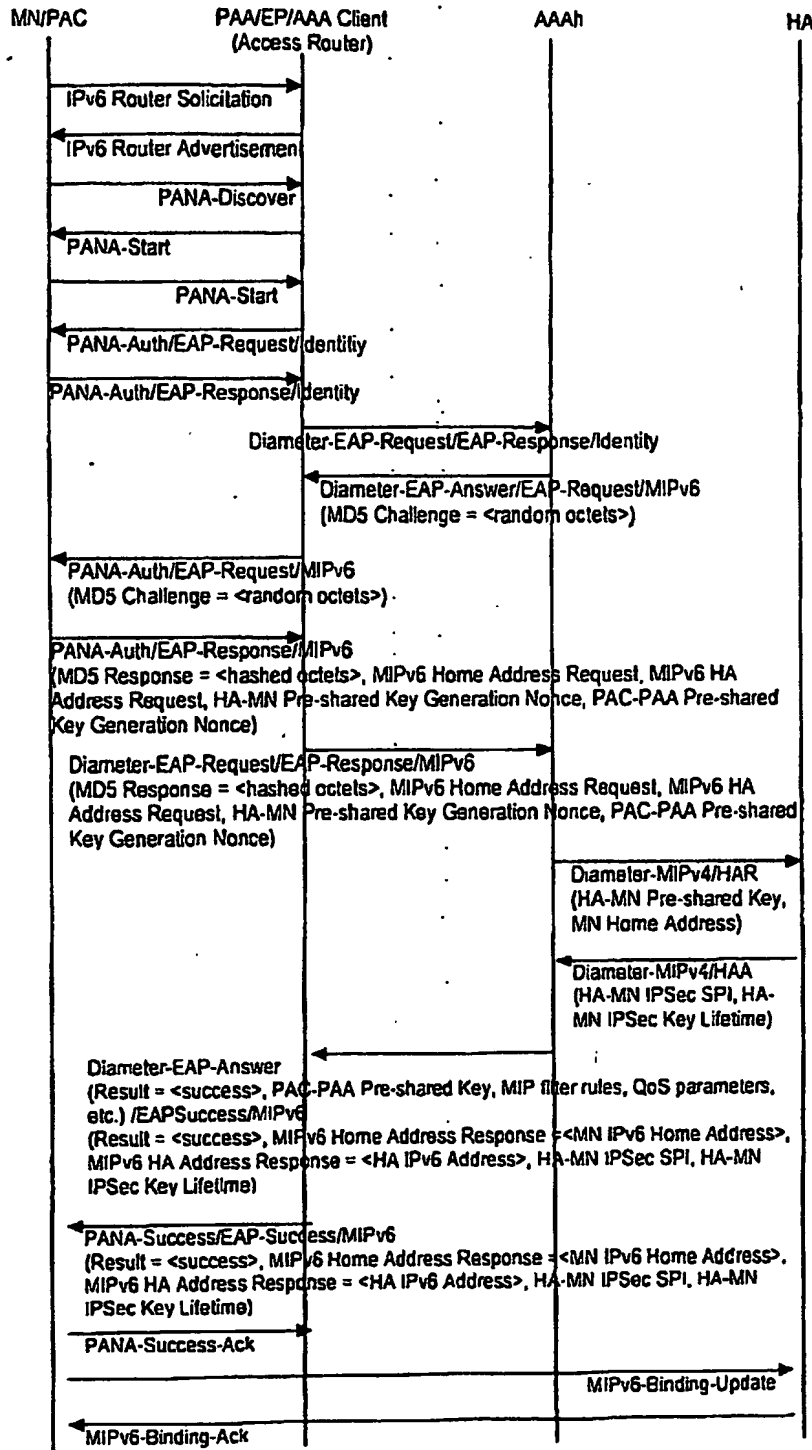 MN/PAC PAA/EP/AAA Client AAAh HA
(Access Router)
IPv6 Router Solicitation
IPv6 Router Advertisemen
PANA-Discover
PANA-Start
PANA-Start
PANA-Auth/EAP-Request/Identitiy
PANA-Auth/EAP-Response/Identity
Diameter-EAP-Request/EAP-Response/Identity
Diameter-EAP-Answer/EAP-Request/MIPv6
(MD5 Challenge = <random octets>)
PANA-Auth/EAP-Request/MIPv6
(MD5 Challenge = <random octets>)
PANA-Auth/EAP-Response/MIPv6
(MD5 Response = <hashed octets>, MIPv6 Home Address Request, MIPv6 HA
Address Request, HA-MN Pre-shared Key Generation Nonce, PAC-PAA Pre-shared
Key Generation Nonce)
Diameter-EAP-Request/EAP-Response/MIPv6
(MD5 Response = <hashed octets>, MIPv6 Home Address Request, MIPv6 HA
Address Request, HA-MN Pre-shared Key Generation Nonce, PAC-PAA Pre-shared
Key Generation Nonce)
Diameter-MIPv4/HAR
(HA-MN Pre-shared Key,
MN Home Address)
Diameter-MIPv4/HAA
(HA-MN IPSec SPI, HA-
MN IPSec Key Lifetime)
Diameter-EAP-Answer
(Result = <success>, PAC-PAA Pre-shared Key, MIP filter rules, QoS parameters,
etc.) /EAPSuccess/MIPv6
(Result = <success>, MIPv6 Home Address Response =<MN IPv6 Home Address>,
MIPv6 HA Address Response = <HA IPv6 Address>, HA-MN IPSec SPI, HA-MN
IPSec Key Lifetime)
PANA-Success/EAP-Success/MIPv6
(Result = <success>, MIPv6 Home Address Response =<MN IPv6 Home Address>,
MIPv6 HA Address Response = <HA IPv6 Address>, HA-MN IPSec SPI, HA-MN
IPSec Key Lifetime)
PANA-Success-Ack
MIPv6-Binding-Update
MIPv6-Binding-Ack